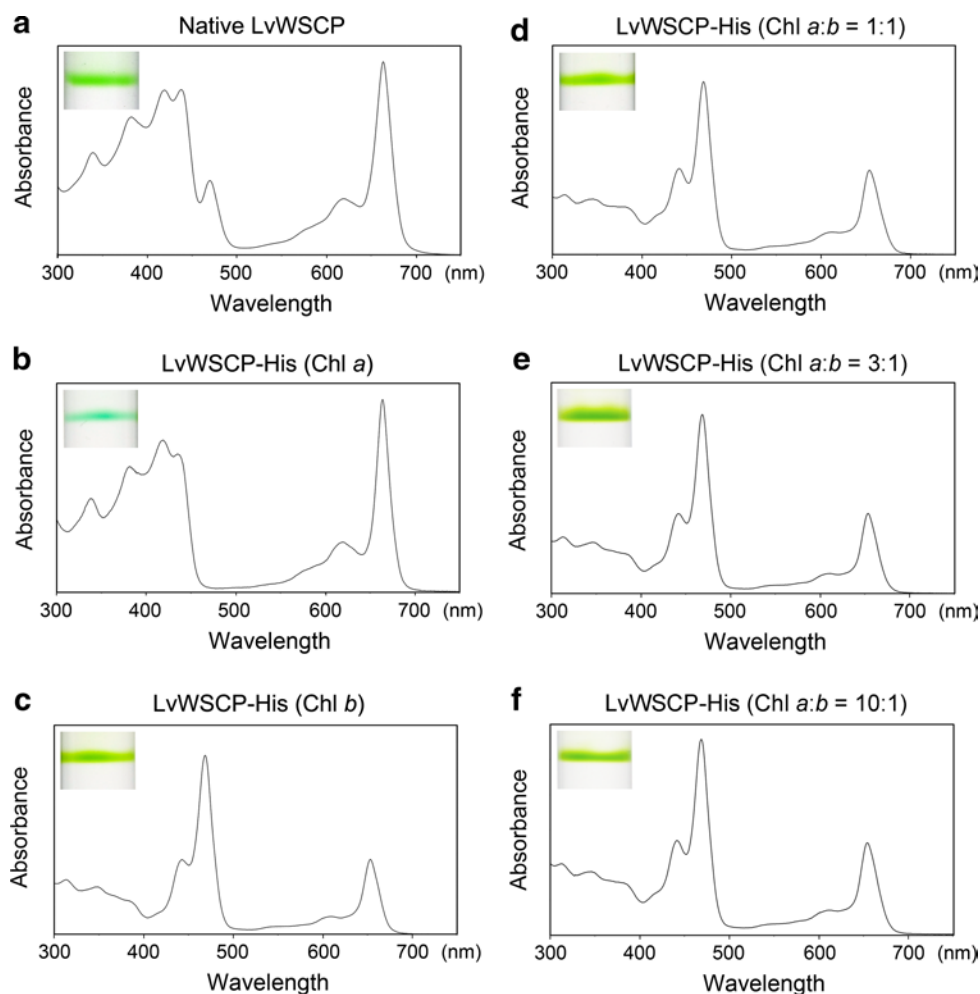 a
Native LvWSCP
Absorbance
300 400 500 600 700 (nm)
Wavelength
b
LvWSCP-His (Chl a)
Absorbance
300 400 500 600 700 (nm)
Wavelength
c
LvWSCP-His (Chl b)
Absorbance
300 400 500 600 700 (nm)
Wavelength
d
LvWSCP-His (Chl a:b = 1:1)
Absorbance
300 400 500 600 700 (nm)
Wavelength
e
LvWSCP-His (Chl a:b = 3:1)
Absorbance
300 400 500 600 700 (nm)
Wavelength
f
LvWSCP-His (Chl a:b = 10:1)
Absorbance
300 400 500 600 700 (nm)
Wavelength